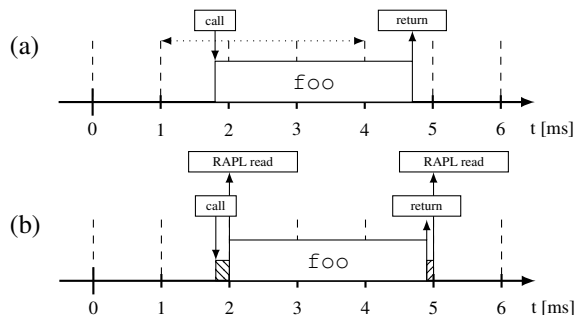 call
return
(a)
foo
0 1 2 3 4 5 6 t [ms]
RAPL read RAPL read
call
return
(b)
foo
0 1 2 3 4 5 6 t [ms]